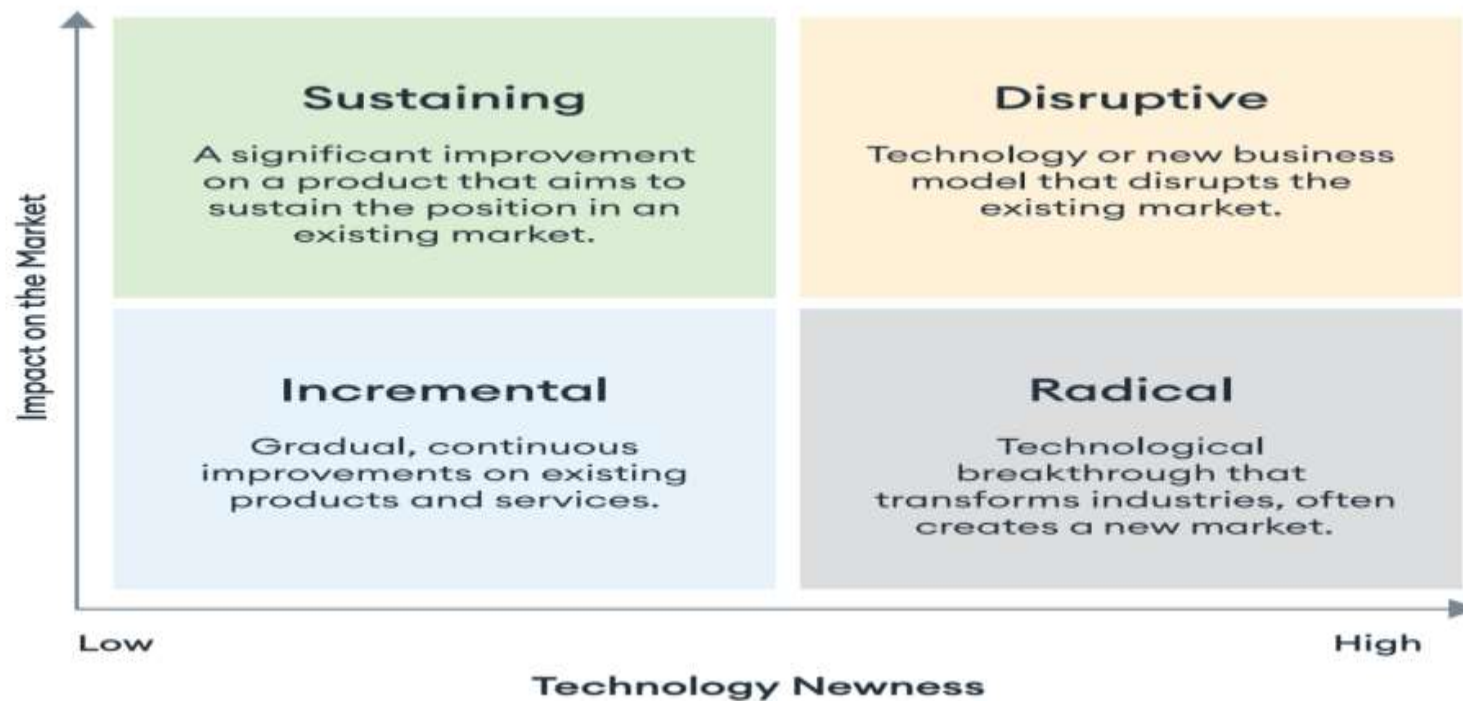 Impact on the Market
Sustaining
A significant improvement
on a product that aims to
sustain the position in an
existing market.
Disruptive
Technology or new business
model that disrupts the
existing market.
Incremental
Gradual, continuous
improvements on existing
products and services.
Radical
Technological
breakthrough that
transforms industries, often
creates a new market.
Low
High
Technology Newness